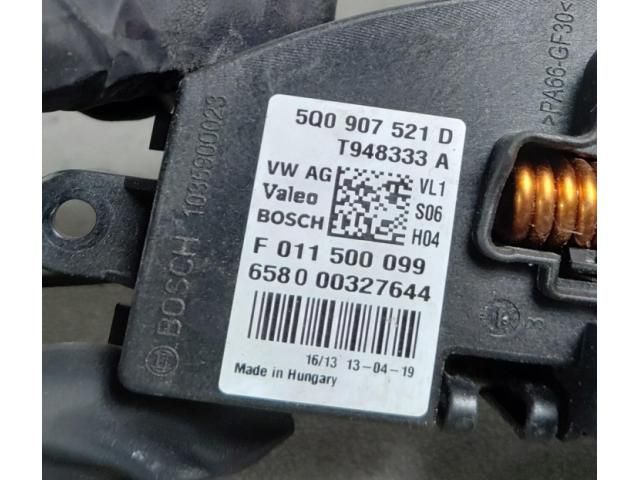 5Q0 907 521 D
T948333 A
VW AG
Valeo
BOSCH
VL1
S06
H04
F 011 500 099
6580 00327644
16/13 13-04-19
Made in Hungary
BOSCH 1035900023
>PA66-GF30<